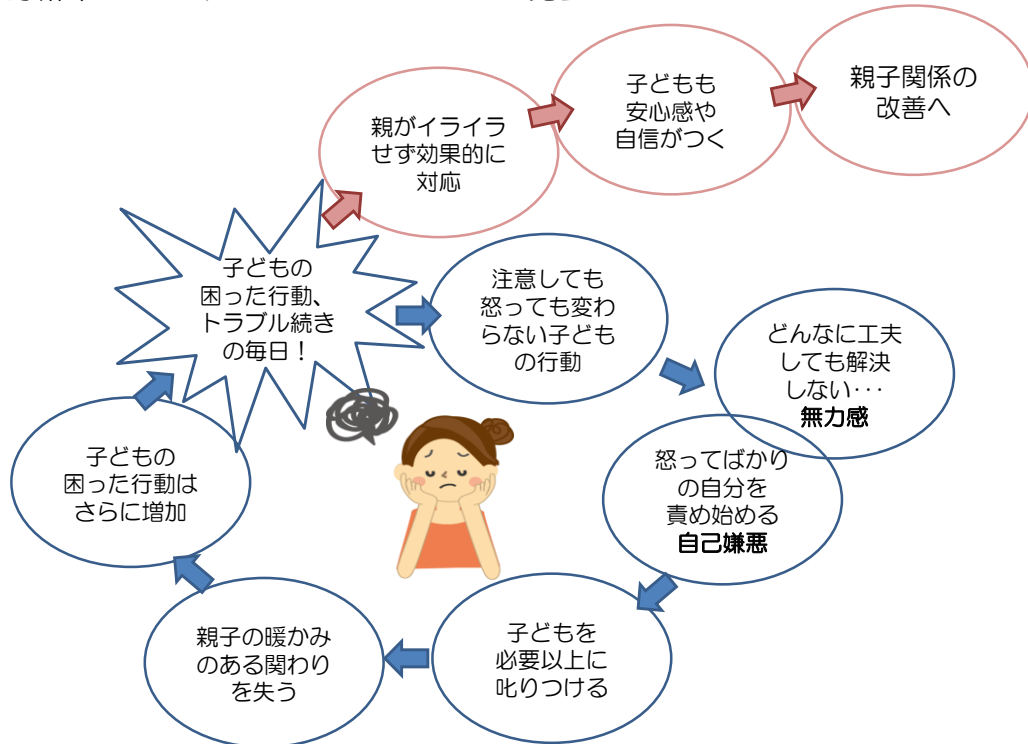 親子関係の
改善へ
子どもも
安心感や
自信がつく
親がイライラ
せず効果的に
対応
子どもの
困った行動、
トラブル続き
の毎日！
注意しても
怒っても変わ
らない子ども
の行動
どんなに工夫
しても解決
しない･･･
無力感
怒ってばかり
の自分を
責め始める
自己嫌悪
子どもを
必要以上に
叱りつける
親子の暖かみ
のある関わり
を失う
子どもの
困った行動は
さらに増加